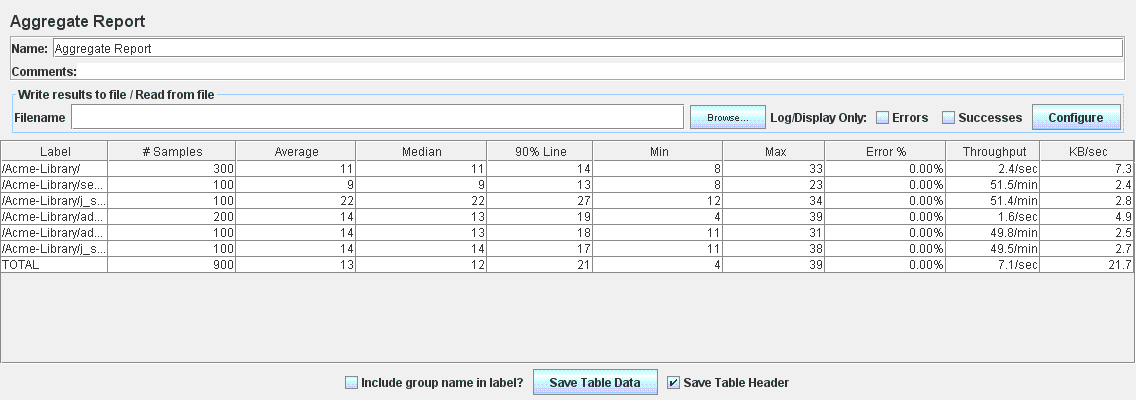 Aggregate Report
Name: Aggregate Report
Comments:
Write results to file / Read from file
Filename Browse... Log/Display Only: Errors Successes Configure
Label # Samples Average Median 90% Line Min Max Error % Throughput KB/sec
/Acme-Library/ 300 11 11 14 8 33 0.00% 2.4/sec 7.3
/Acme-Library/se... 100 9 9 13 8 23 0.00% 51.5/min 2.4
/Acme-Library/j_s... 100 22 22 27 12 34 0.00% 51.4/min 2.8
/Acme-Library/ad... 200 14 13 19 4 39 0.00% 1.6/sec 4.9
/Acme-Library/ad... 100 14 13 18 11 31 0.00% 49.8/min 2.5
/Acme-Library/j_s... 100 14 14 17 11 38 0.00% 49.5/min 2.7
TOTAL 900 13 12 21 4 39 0.00% 7.1/sec 21.7
Include group name in label? Save Table Data Save Table Header